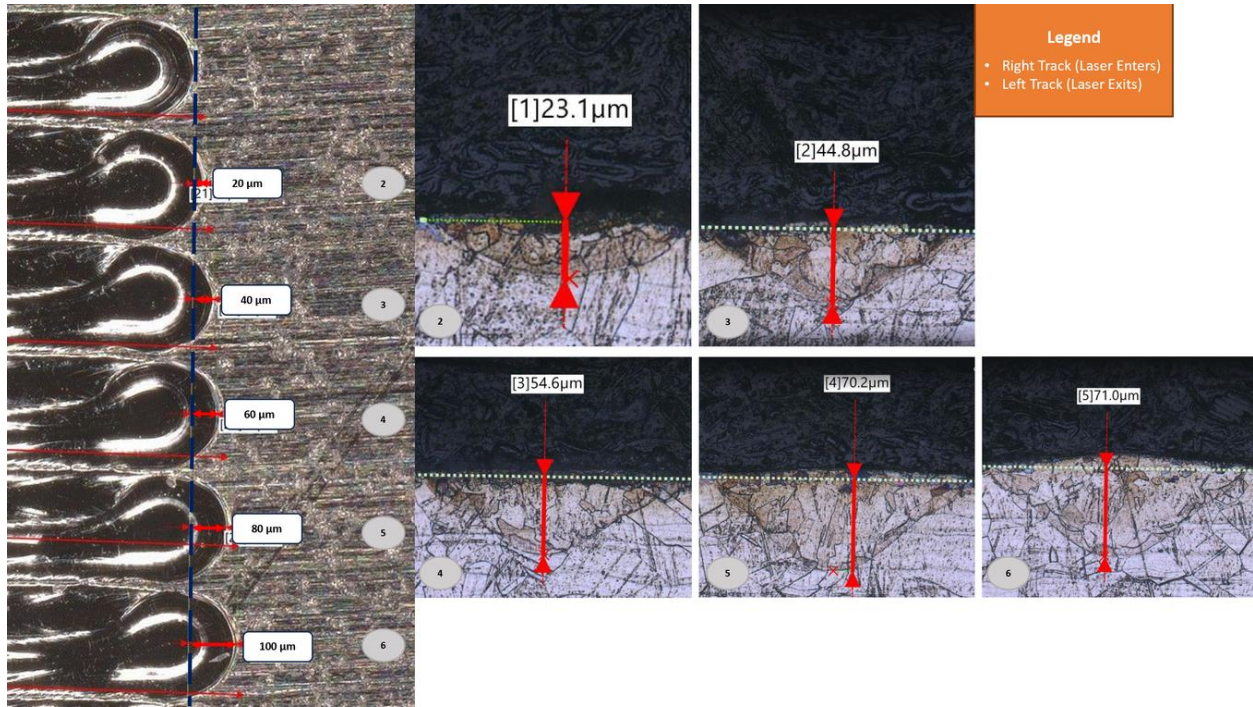 20 µm
2
[21]
40 µm
3
60 µm
4
80 µm
5
100 µm
6
[1]23.1µm
2
[2]44.8µm
3
[3]54.6µm
4
[4]70.2µm
5
[5]71.0µm
6
Legend
• Right Track (Laser Enters)
• Left Track (Laser Exits)